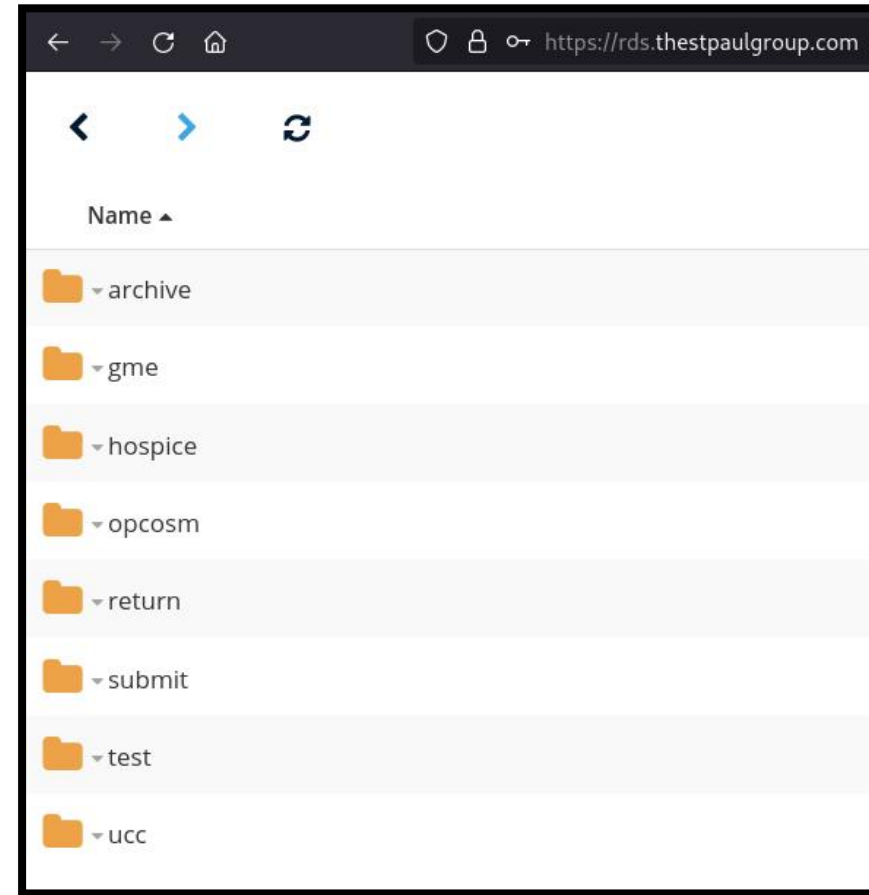 https://rds.thestpaulgroup.com
Name
archive
gme
hospice
opcosm
return
submit
test
ucc